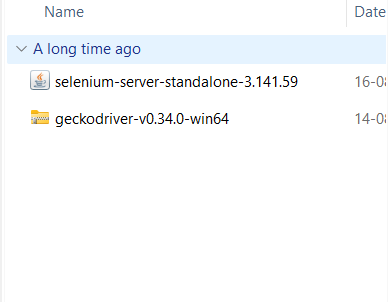 Name Date
A long time ago
selenium-server-standalone-3.141.59 16-08
geckodriver-v0.34.0-win64 14-08